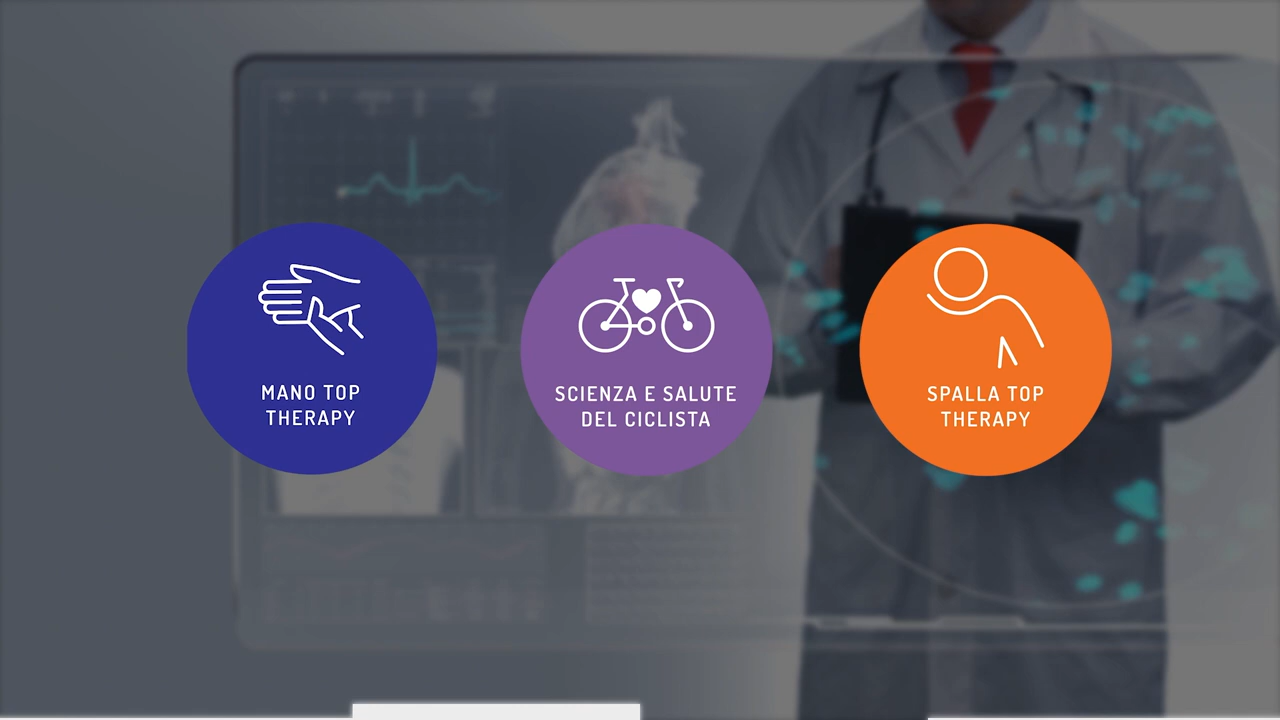 MANO TOP
THERAPY
SCIENZA E SALUTE
DEL CICLISTA
SPALLA TOP
THERAPY